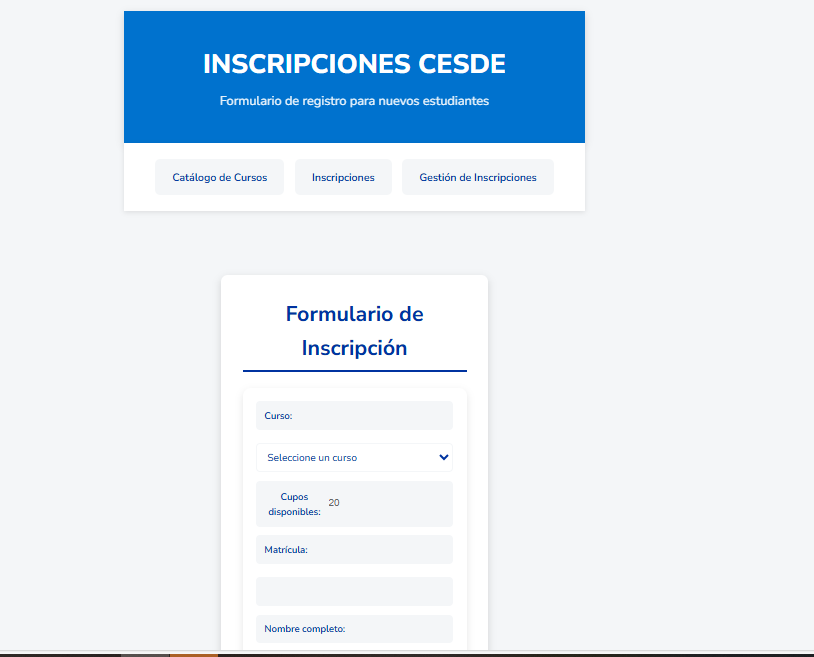 INSCRIPCIONES CESDE
Formulario de registro para nuevos estudiantes
Catálogo de Cursos
Inscripciones
Gestión de Inscripciones
Formulario de
Inscripción
Curso:
Seleccione un curso
Cupos
disponibles:
20
Matrícula:
Nombre completo: